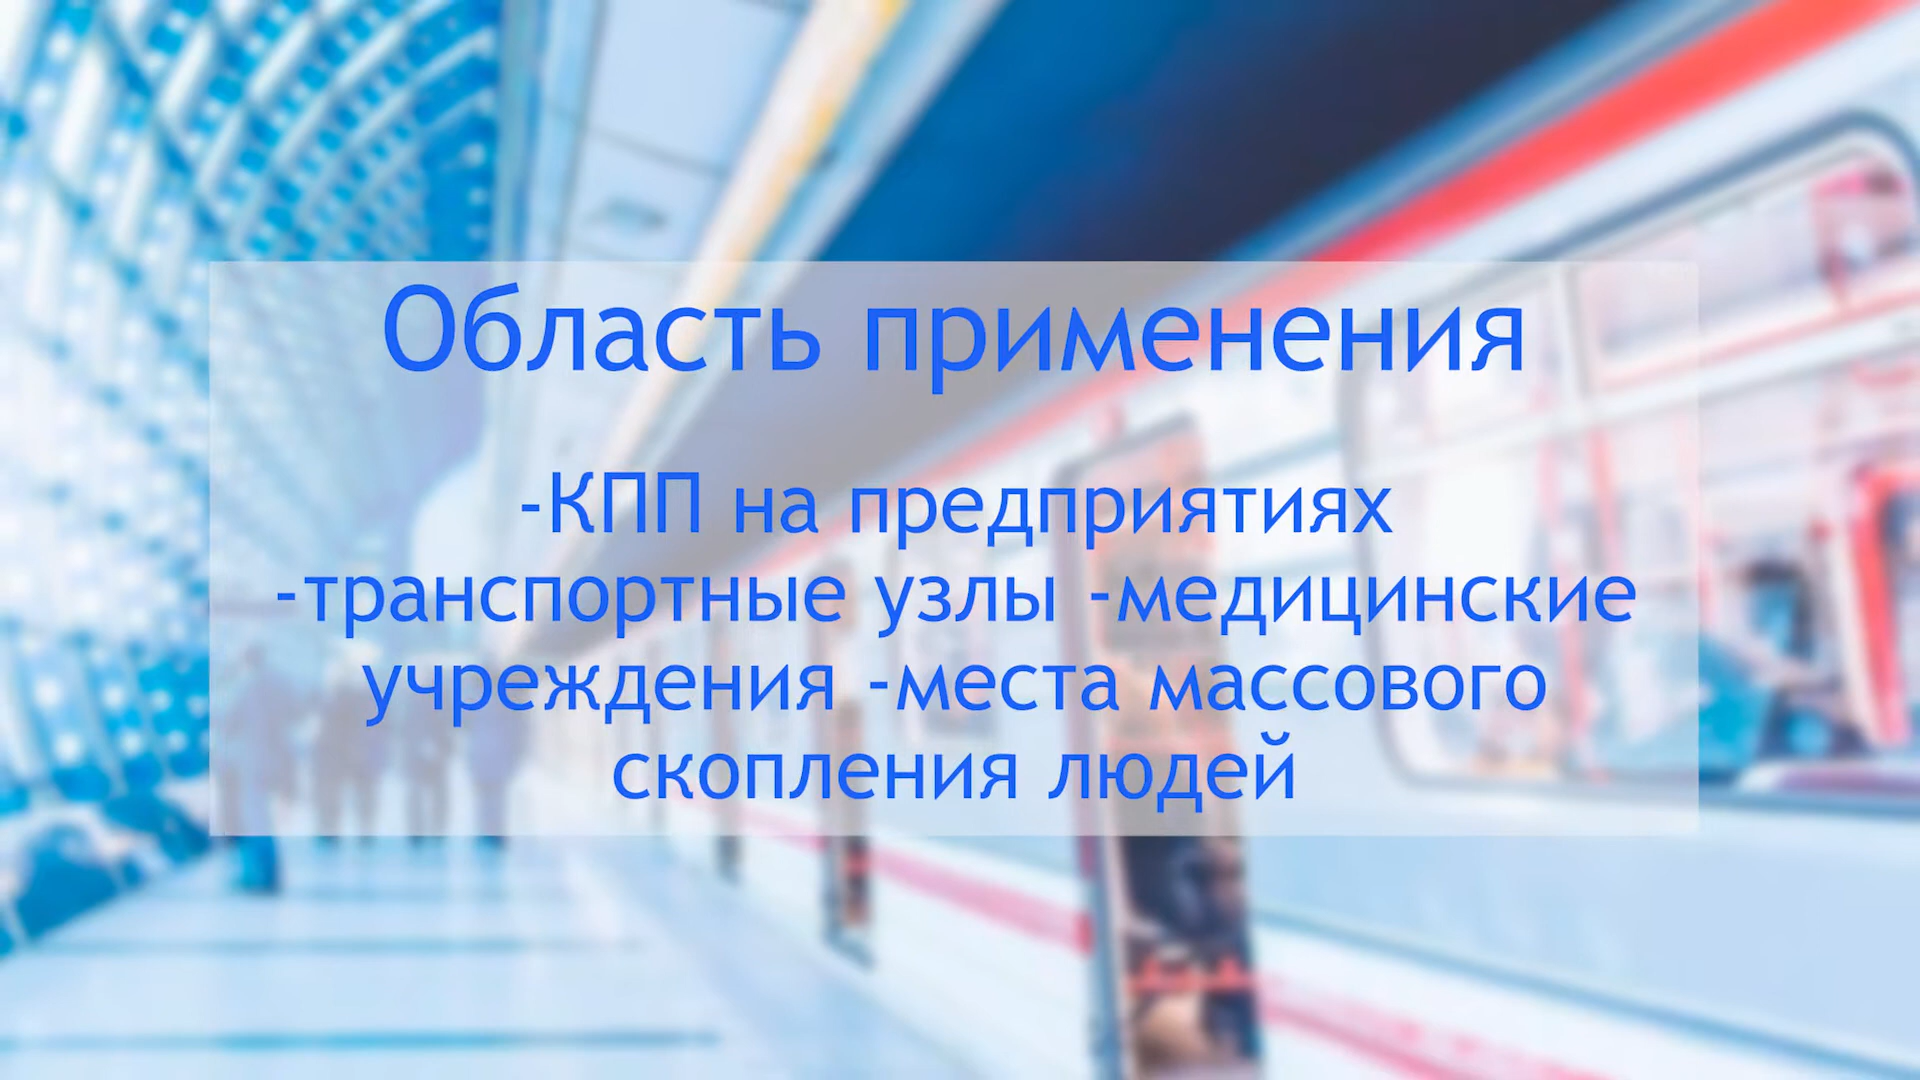 Область применения
-КПП на предприятиях
-транспортные узлы -медицинские
учреждения -места массового
скопления людей